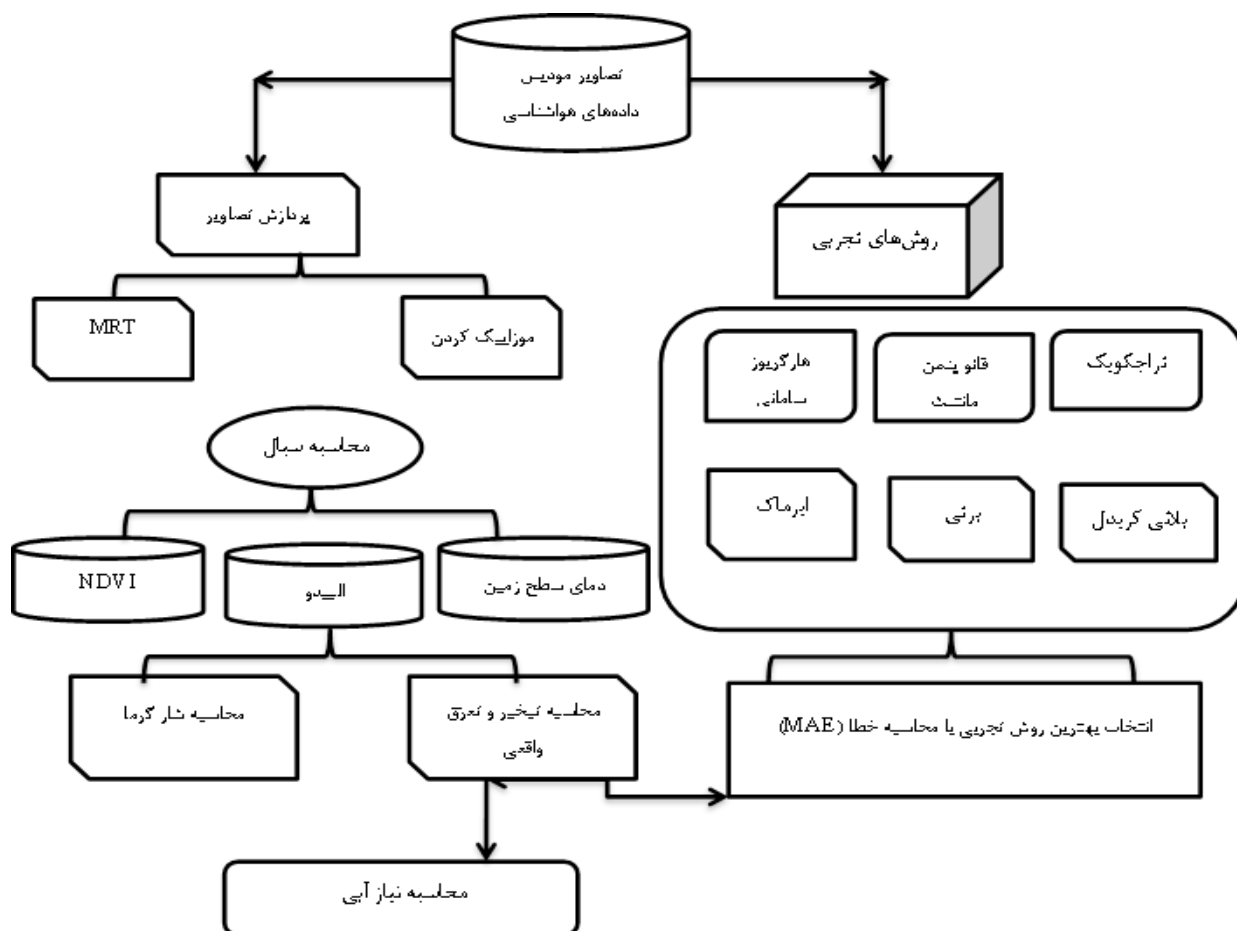 تصاویر مودیس
داده‌های هواشناسی
پردازش تصاویر
روش‌های تجربی
MRT
موزاییک کردن
هارگریوز
سامانی
فائو پنمن
مانتث
تراجکویک
محاسبه سبال
ایرماک
برتی
بلانی کریدل
NDVI
البیدو
دمای سطح زمین
محاسبه شار گرما
محاسبه تبخیر و تعرق
واقعی
انتخاب بهترین روش تجربی با محاسبه خطا (MAE)
محاسبه نیاز آبی